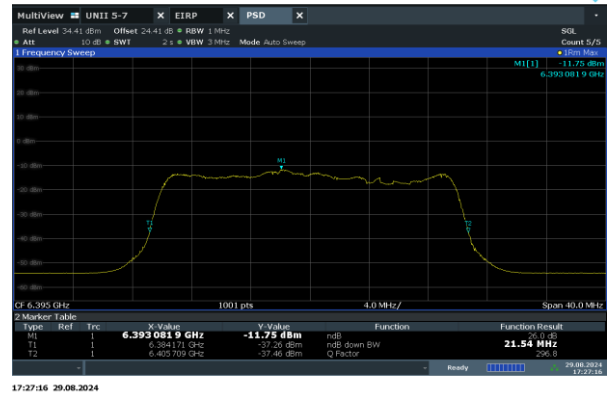 MultiView UNII 5-7 X EIRP X PSD X
Ref Level 34.41 dBm Offset 24.41 dB RBW 1 MHz SGL
Att 10 dB SWT 2 s VBW 3 MHz Mode Auto Sweep Count 5/5
1 Frequency Sweep 1Rm Max
M1[1] -11.75 dBm
6.393 081 9 GHz
30 dBm
20 dBm
10 dBm
0 dBm
M1
-10 dBm
-20 dBm
-30 dBm
T1 T2
-40 dBm
-50 dBm
-60 dBm
CF 6.395 GHz 1001 pts 4.0 MHz/ Span 40.0 MHz
2 Marker Table
Type Ref Trc X-Value Y-Value Function Function Result
M1 1 6.393 081 9 GHz -11.75 dBm ndB 26.0 dB
T1 1 6.384 171 GHz -37.26 dBm ndB down BW 21.54 MHz
T2 1 6.405 709 GHz -37.46 dBm Q Factor 296.8
Ready 29.08.2024
17:27:16
17:27:16 29.08.2024